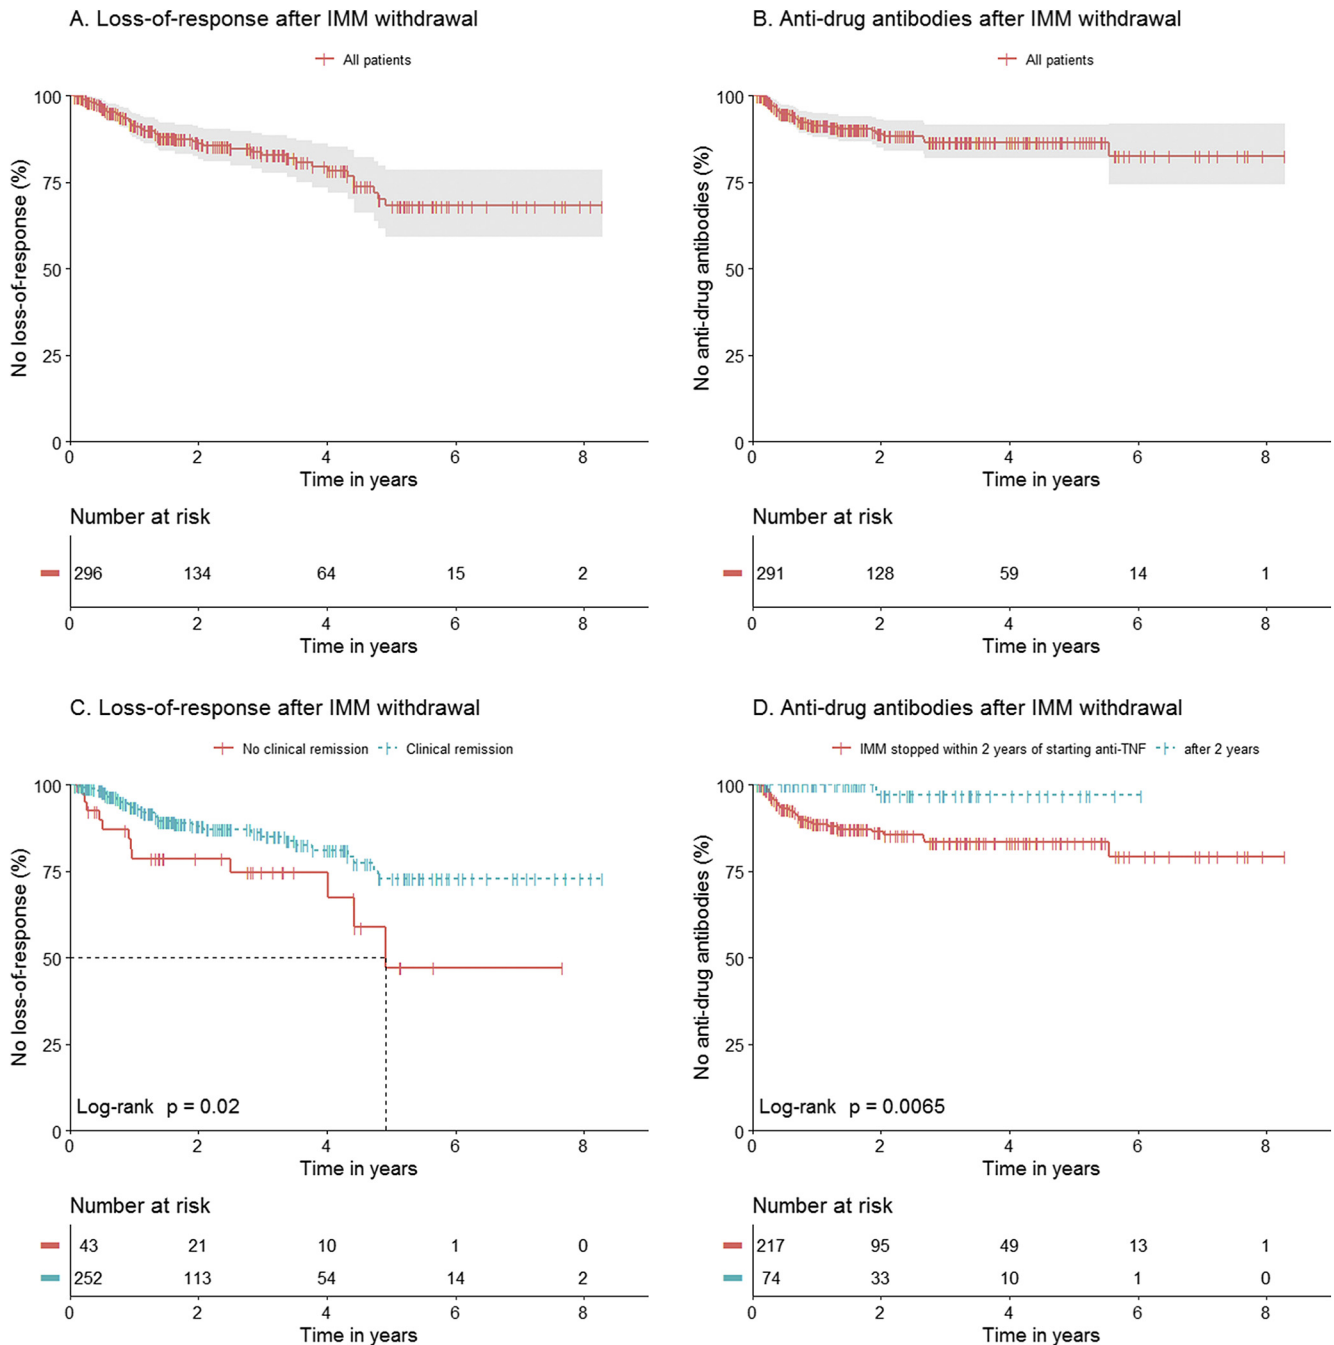 A. Loss-of-response after IMM withdrawal
All patients
No loss-of-response (%)
100
75
50
25
0
0 2 4 6 8
Time in years
Number at risk
296 134 64 15 2
0 2 4 6 8
Time in years
B. Anti-drug antibodies after IMM withdrawal
All patients
No anti-drug antibodies (%)
100
75
50
25
0
0 2 4 6 8
Time in years
Number at risk
291 128 59 14 1
0 2 4 6 8
Time in years
C. Loss-of-response after IMM withdrawal
No clinical remission Clinical remission
No loss-of-response (%)
100
75
50
25
0
Log-rank p = 0.02
0 2 4 6 8
Time in years
Number at risk
43 21 10 1 0
252 113 54 14 2
0 2 4 6 8
Time in years
D. Anti-drug antibodies after IMM withdrawal
IMM stopped within 2 years of starting anti-TNF after 2 years
No anti-drug antibodies (%)
100
75
50
25
0
Log-rank p = 0.0065
0 2 4 6 8
Time in years
Number at risk
217 95 49 13 1
74 33 10 1 0
0 2 4 6 8
Time in years